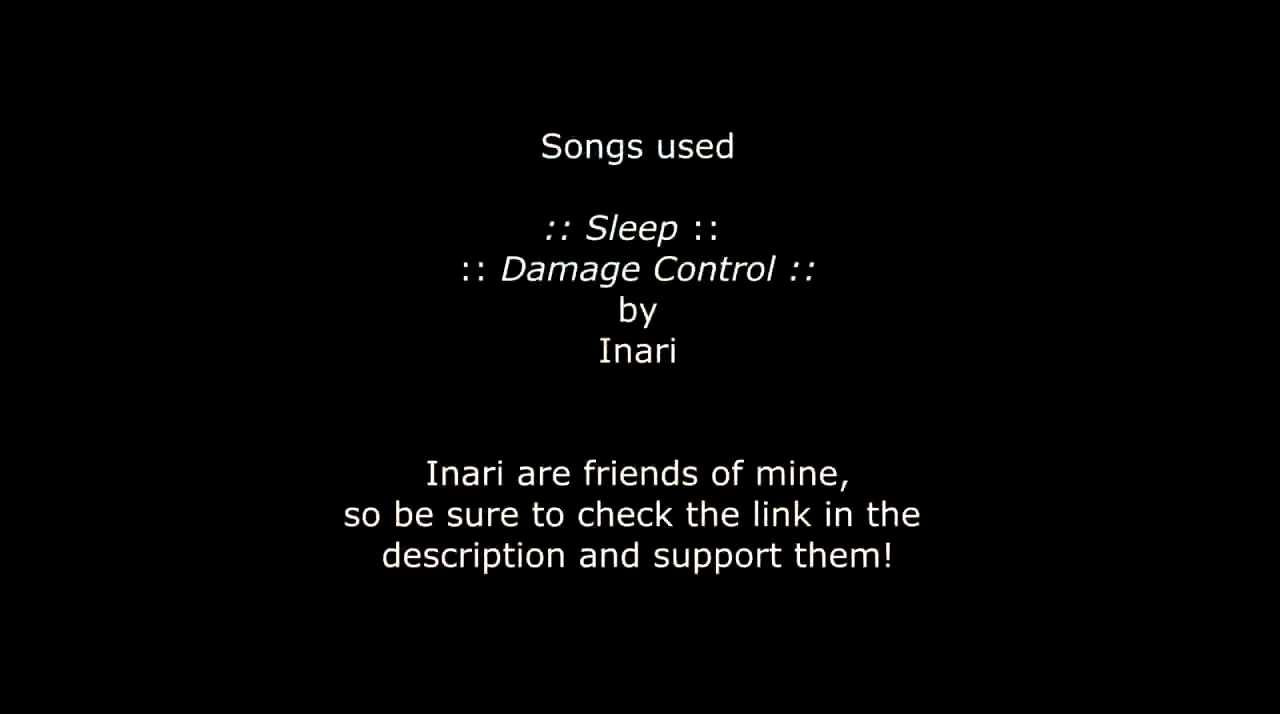 Songs used
:: Sleep ::
:: Damage Control ::
by
Inari
Inari are friends of mine,
so be sure to check the link in the
description and support them!